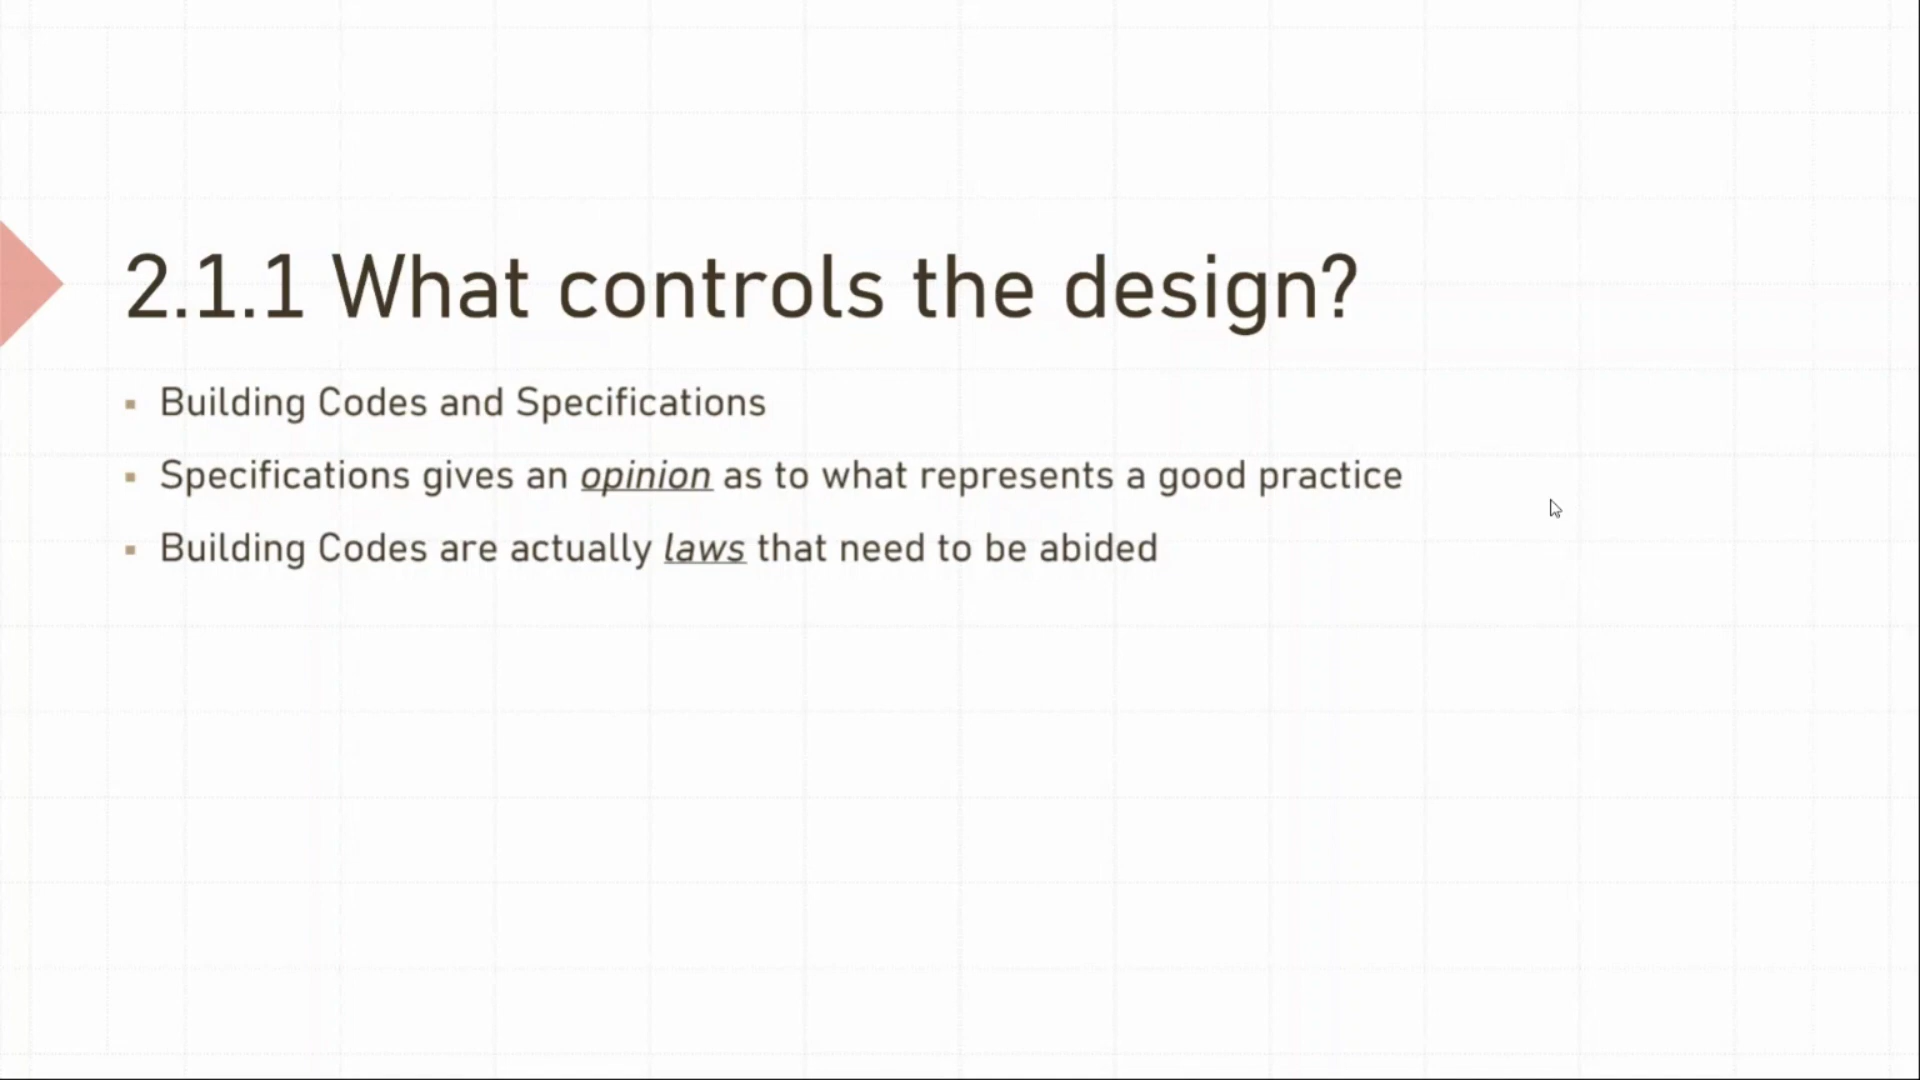 2.1.1 What controls the design?
▪ Building Codes and Specifications
▪ Specifications gives an opinion as to what represents a good practice
▪ Building Codes are actually laws that need to be abided